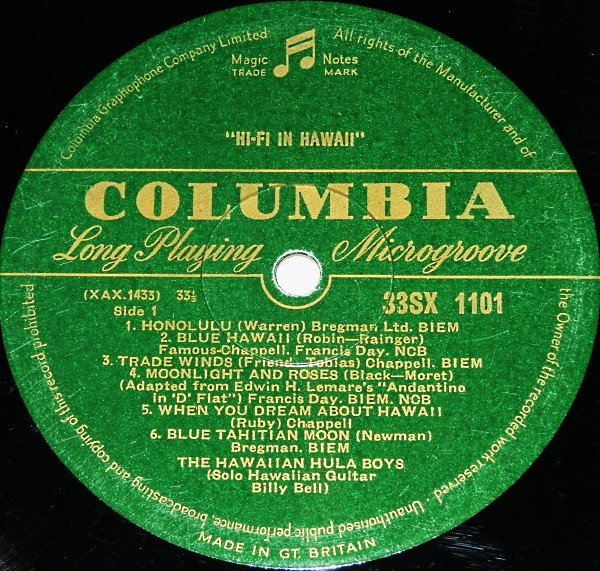 Columbia Graphophone Company Limited
Magic Notes
TRADE MARK
All rights of the Manufacturer and of
the Owner of the recorded work reserved · Unauthorised public performance, broadcasting and copying of this record prohibited
"HI-FI IN HAWAII"
COLUMBIA
Long Playing Microgroove
(XAX.1433) 33⅓
33SX 1101
Side 1
1. HONOLULU (Warren) Bregman Ltd. BIEM
2. BLUE HAWAII (Robin—Rainger)
Famous-Chappell. Francis Day. NCB
3. TRADE WINDS (Friend—Tobias) Chappell. BIEM
4. MOONLIGHT AND ROSES (Black—Moret)
(Adapted from Edwin H. Lemare's "Andantino
In 'D' Flat") Francis Day. BIEM. NCB
5. WHEN YOU DREAM ABOUT HAWAII
(Ruby) Chappell
6. BLUE TAHITIAN MOON (Newman)
Bregman. BIEM
THE HAWAIIAN HULA BOYS
(Solo Hawaiian Guitar
Billy Bell)
MADE IN GT. BRITAIN